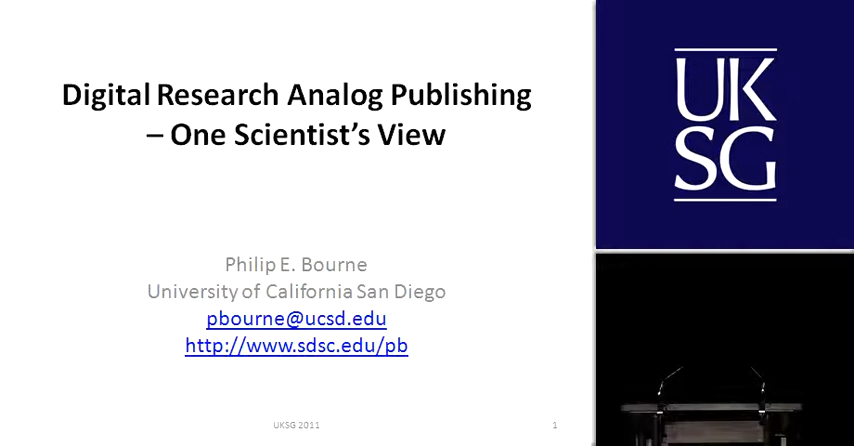 Digital Research Analog Publishing
– One Scientist's View
Philip E. Bourne
University of California San Diego
pbourne@ucsd.edu
http://www.sdsc.edu/pb
UKSG 2011
1
UK
SG